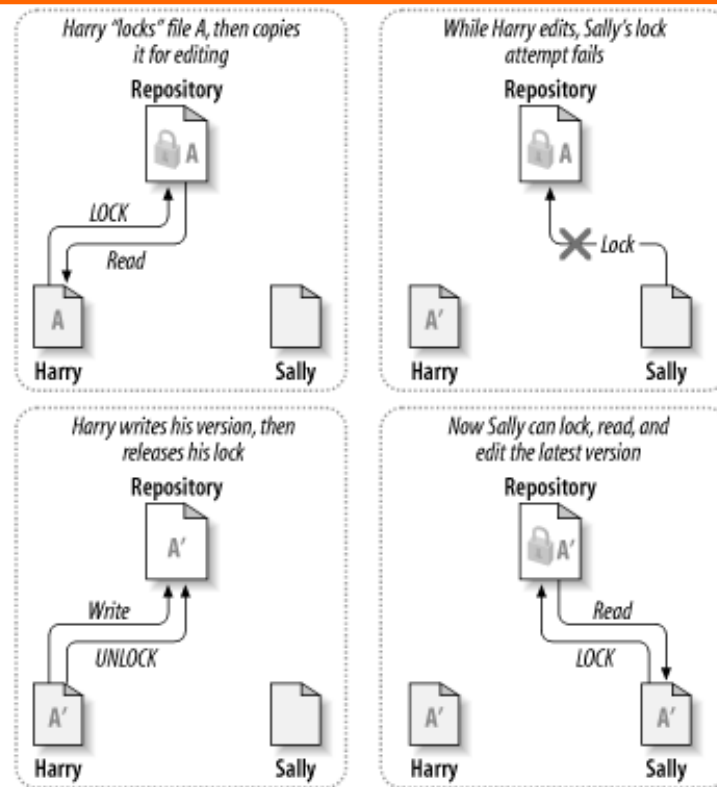 Harry "locks" file A, then copies
it for editing
Repository
A
LOCK
Read
A
Harry
Sally
While Harry edits, Sally's lock
attempt fails
Repository
A
Lock
A′
Harry
Sally
Harry writes his version, then
releases his lock
Repository
A′
Write
UNLOCK
A′
Harry
Sally
Now Sally can lock, read, and
edit the latest version
Repository
A′
Read
LOCK
A′
A′
Harry
Sally